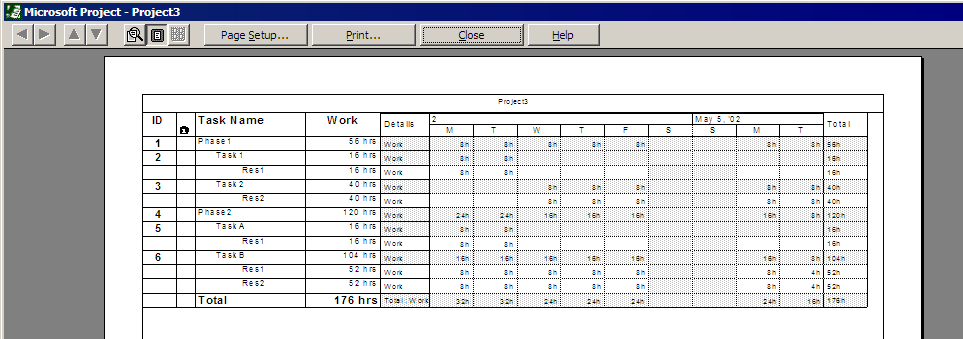 Microsoft Project - Project3
Page Setup... Print... Close Help
Project3
ID Task Name Work Details 2 May 5, '02 Total
M T W T F S S M T
1 Phase1 56 hrs Work 8h 8h 8h 8h 8h 8h 8h 56h
2 Task1 16 hrs Work 8h 8h 16h
Res1 16 hrs Work 8h 8h 16h
3 Task2 40 hrs Work 8h 8h 8h 8h 8h 40h
Res2 40 hrs Work 8h 8h 8h 8h 8h 40h
4 Phase2 120 hrs Work 24h 24h 16h 16h 16h 16h 8h 120h
5 TaskA 16 hrs Work 8h 8h 16h
Res1 16 hrs Work 8h 8h 16h
6 TaskB 104 hrs Work 16h 16h 16h 16h 16h 16h 8h 104h
Res1 52 hrs Work 8h 8h 8h 8h 8h 8h 4h 52h
Res2 52 hrs Work 8h 8h 8h 8h 8h 8h 4h 52h
Total 176 hrs Total: Work 32h 32h 24h 24h 24h 24h 16h 176h